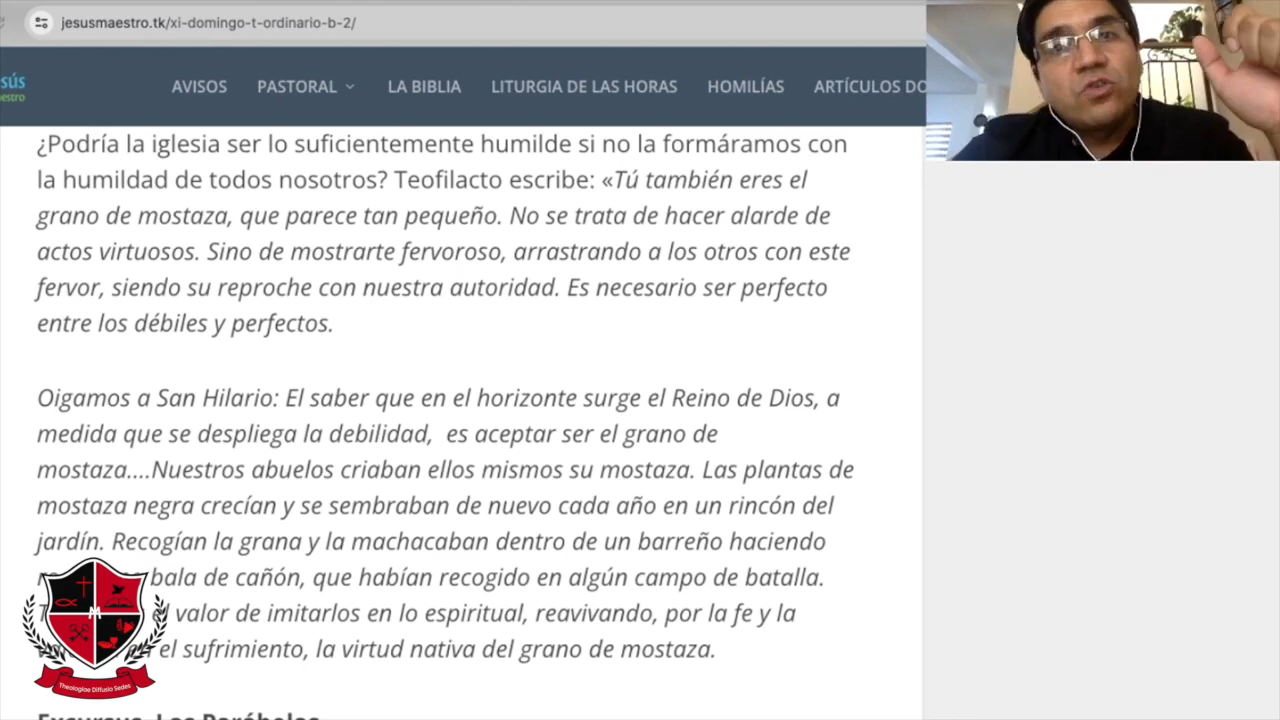 jesusmaestro.tk/xi-domingo-t-ordinario-b-2/
AVISOS PASTORAL LA BIBLIA LITURGIA DE LAS HORAS HOMILÍAS ARTÍCULOS DO
¿Podría la iglesia ser lo suficientemente humilde si no la formáramos con
la humildad de todos nosotros? Teofilacto escribe: «Tú también eres el
grano de mostaza, que parece tan pequeño. No se trata de hacer alarde de
actos virtuosos. Sino de mostrarte fervoroso, arrastrando a los otros con este
fervor, siendo su reproche con nuestra autoridad. Es necesario ser perfecto
entre los débiles y perfectos.
Oigamos a San Hilario: El saber que en el horizonte surge el Reino de Dios, a
medida que se despliega la debilidad, es aceptar ser el grano de
mostaza....Nuestros abuelos criaban ellos mismos su mostaza. Las plantas de
mostaza negra crecían y se sembraban de nuevo cada año en un rincón del
jardín. Recogían la grana y la machacaban dentro de un barreño haciendo
bala de cañón, que habían recogido en algún campo de batalla.
valor de imitarlos en lo espiritual, reavivando, por la fe y la
el sufrimiento, la virtud nativa del grano de mostaza.
Theologiae Diffusio Sedes
Excursus. Las Parábolas